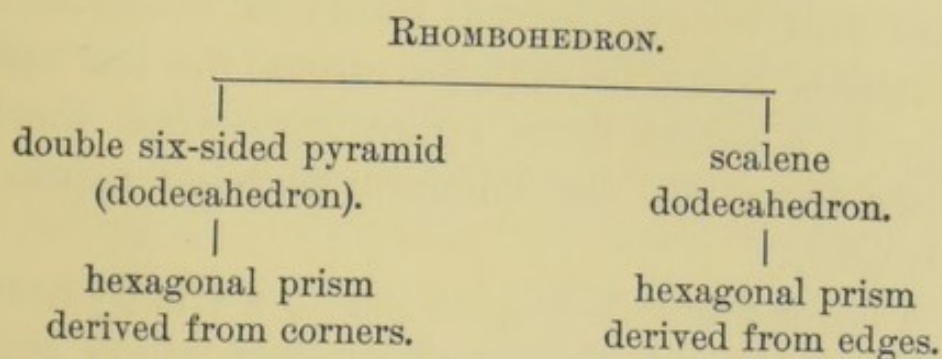 RHOMBOHEDRON.
double six-sided pyramid
(dodecahedron).
scalene
dodecahedron.
hexagonal prism
derived from corners.
hexagonal prism
derived from edges.